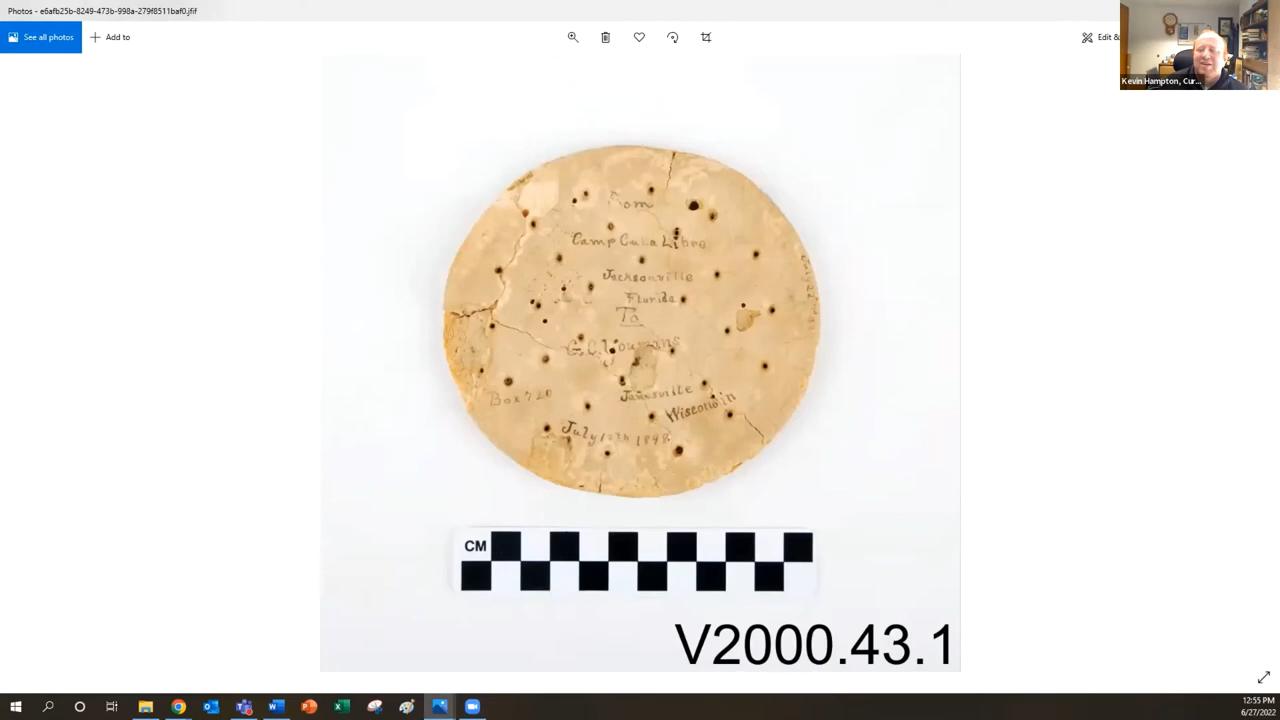 Photos - e6afb25b-8249-473b-998a-279f8511baf0.jfif
See all photos
Add to
Edit &
Kevin Hampton, Cur...
From
Camp Cuba Libre
Jacksonville
Florida
To
G.C. Youmans
Box 720
Janesville
Wisconsin
July 1898
CM
V2000.43.1
12:55 PM
6/27/2022